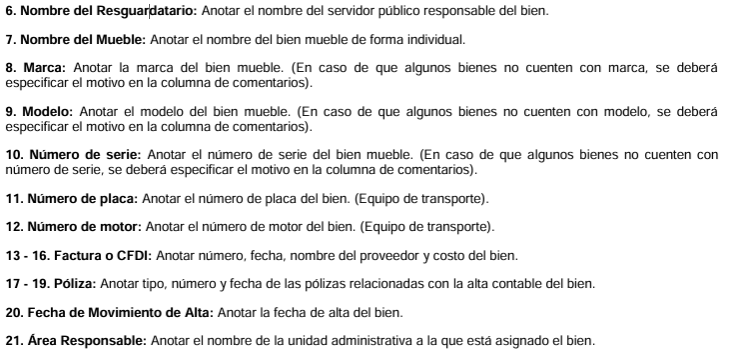 6. Nombre del Resguardatario: Anotar el nombre del servidor público responsable del bien.
7. Nombre del Mueble: Anotar el nombre del bien mueble de forma individual.
8. Marca: Anotar la marca del bien mueble. (En caso de que algunos bienes no cuenten con marca, se deberá
especificar el motivo en la columna de comentarios).
9. Modelo: Anotar el modelo del bien mueble. (En caso de que algunos bienes no cuenten con modelo, se deberá
especificar el motivo en la columna de comentarios).
10. Número de serie: Anotar el número de serie del bien mueble. (En caso de que algunos bienes no cuenten con
número de serie, se deberá especificar el motivo en la columna de comentarios).
11. Número de placa: Anotar el número de placa del bien. (Equipo de transporte).
12. Número de motor: Anotar el número de motor del bien. (Equipo de transporte).
13 - 16. Factura o CFDI: Anotar número, fecha, nombre del proveedor y costo del bien.
17 - 19. Póliza: Anotar tipo, número y fecha de las pólizas relacionadas con la alta contable del bien.
20. Fecha de Movimiento de Alta: Anotar la fecha de alta del bien.
21. Área Responsable: Anotar el nombre de la unidad administrativa a la que está asignado el bien.